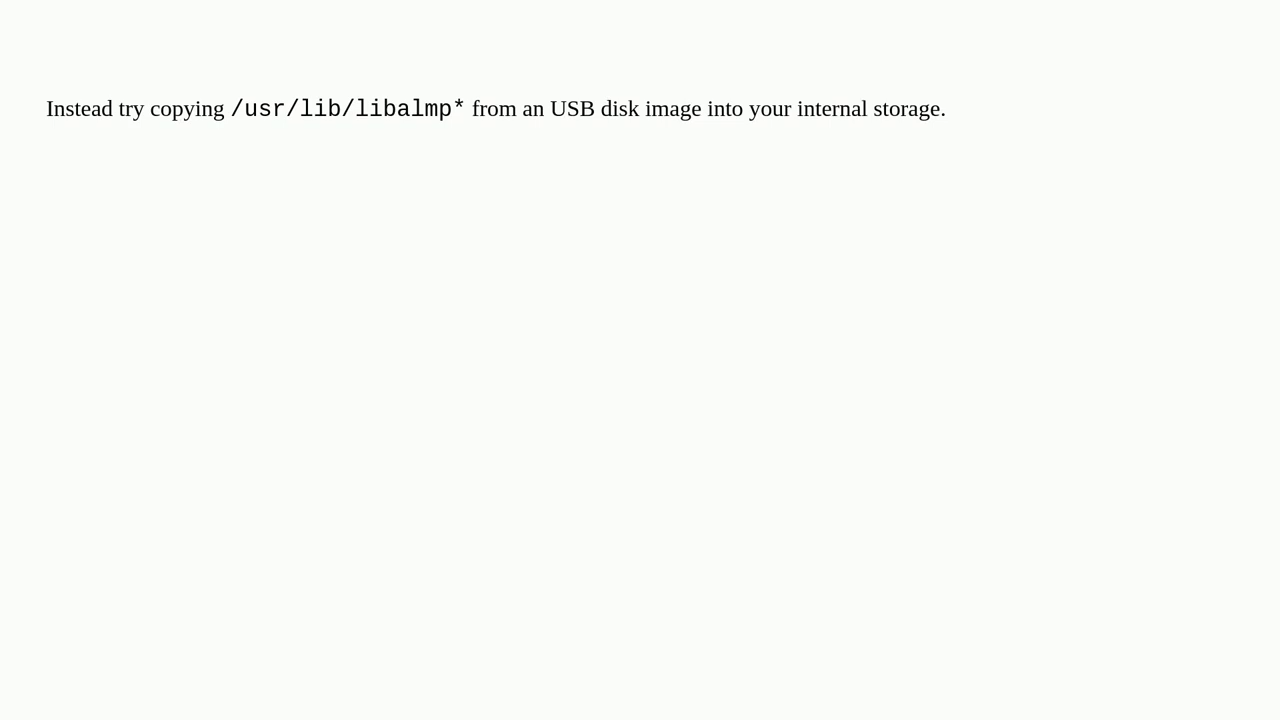 Instead try copying /usr/lib/libalmp* from an USB disk image into your internal storage.